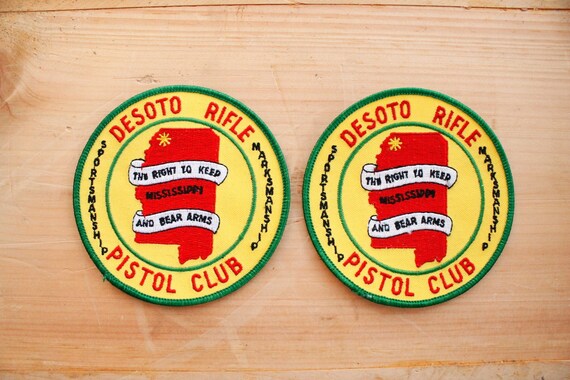 DESOTO RIFLE
SPORTSMANSHIP
MARKSMANSHIP
THE RIGHT TO KEEP
MISSISSIPPI
AND BEAR ARMS
PISTOL CLUB
DESOTO RIFLE
SPORTSMANSHIP
MARKSMANSHIP
THE RIGHT TO KEEP
MISSISSIPPI
AND BEAR ARMS
PISTOL CLUB